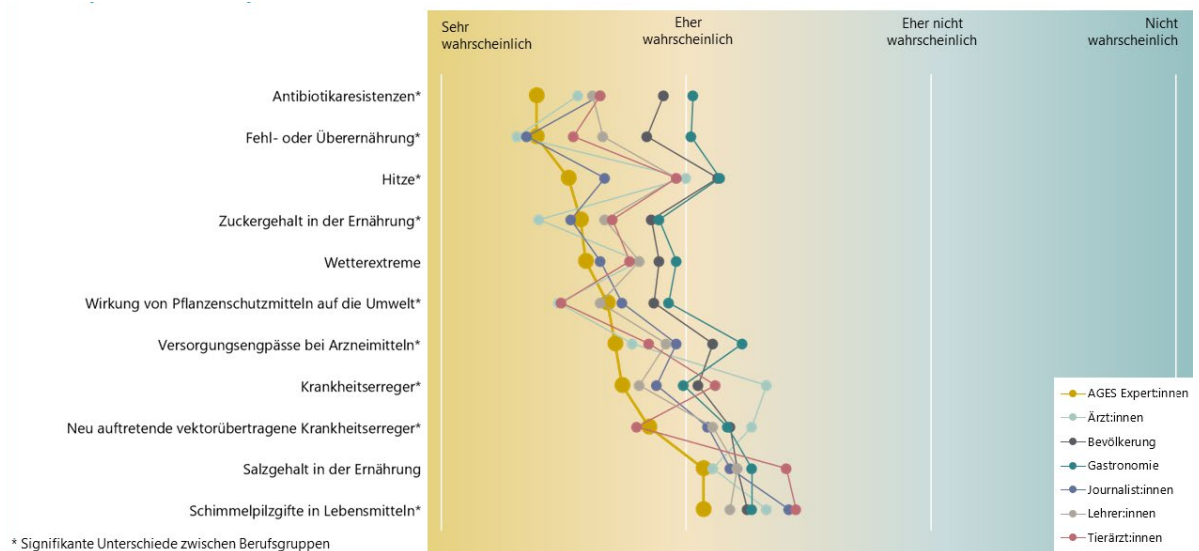 Sehr
wahrscheinlich
Eher
wahrscheinlich
Eher nicht
wahrscheinlich
Nicht
wahrscheinlich
Antibiotikaresistenzen*
Fehl- oder Überernährung*
Hitze*
Zuckergehalt in der Ernährung*
Wetterextreme
Wirkung von Pflanzenschutzmitteln auf die Umwelt*
Versorgungsengpässe bei Arzneimitteln*
Krankheitserreger*
Neu auftretende vektorübertragene Krankheitserreger*
Salzgehalt in der Ernährung
Schimmelpilzgifte in Lebensmitteln*
AGES Expert:innen
Ärzt:innen
Bevölkerung
Gastronomie
Journalist:innen
Lehrer:innen
Tierärzt:innen
* Signifikante Unterschiede zwischen Berufsgruppen